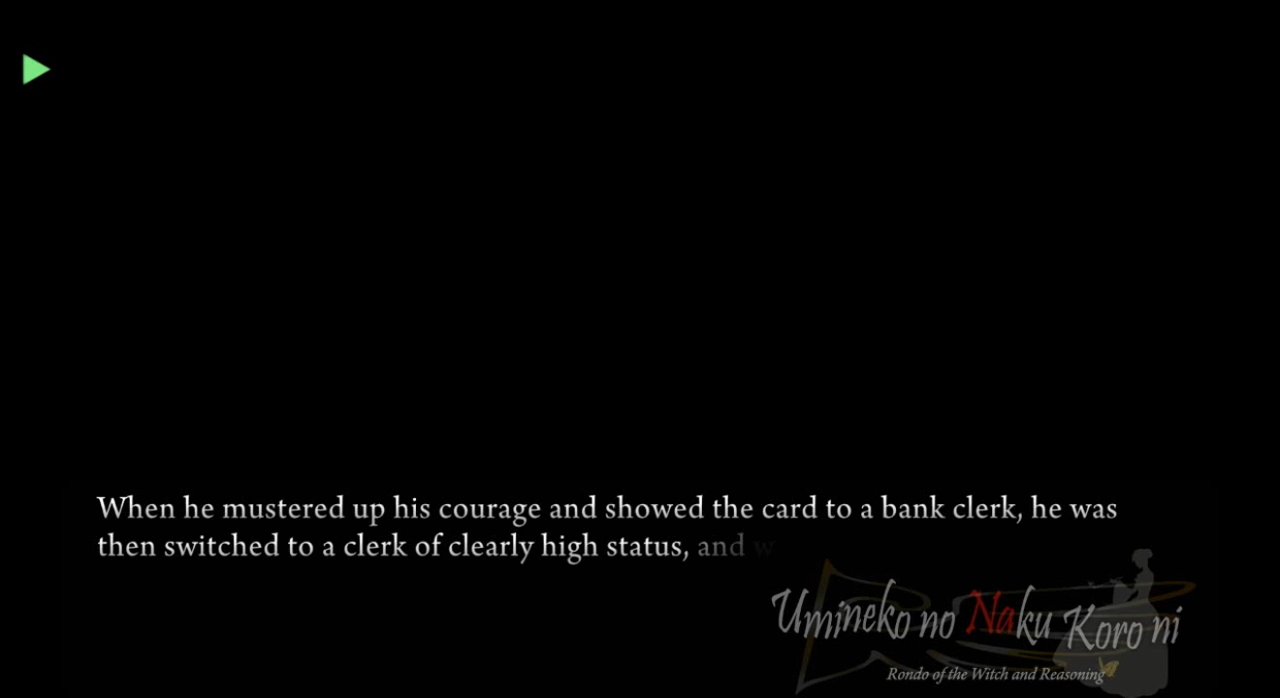 When he mustered up his courage and showed the card to a bank clerk, he was
then switched to a clerk of clearly high status, and w
Umineko no Naku Koro ni
Rondo of the Witch and Reasoning